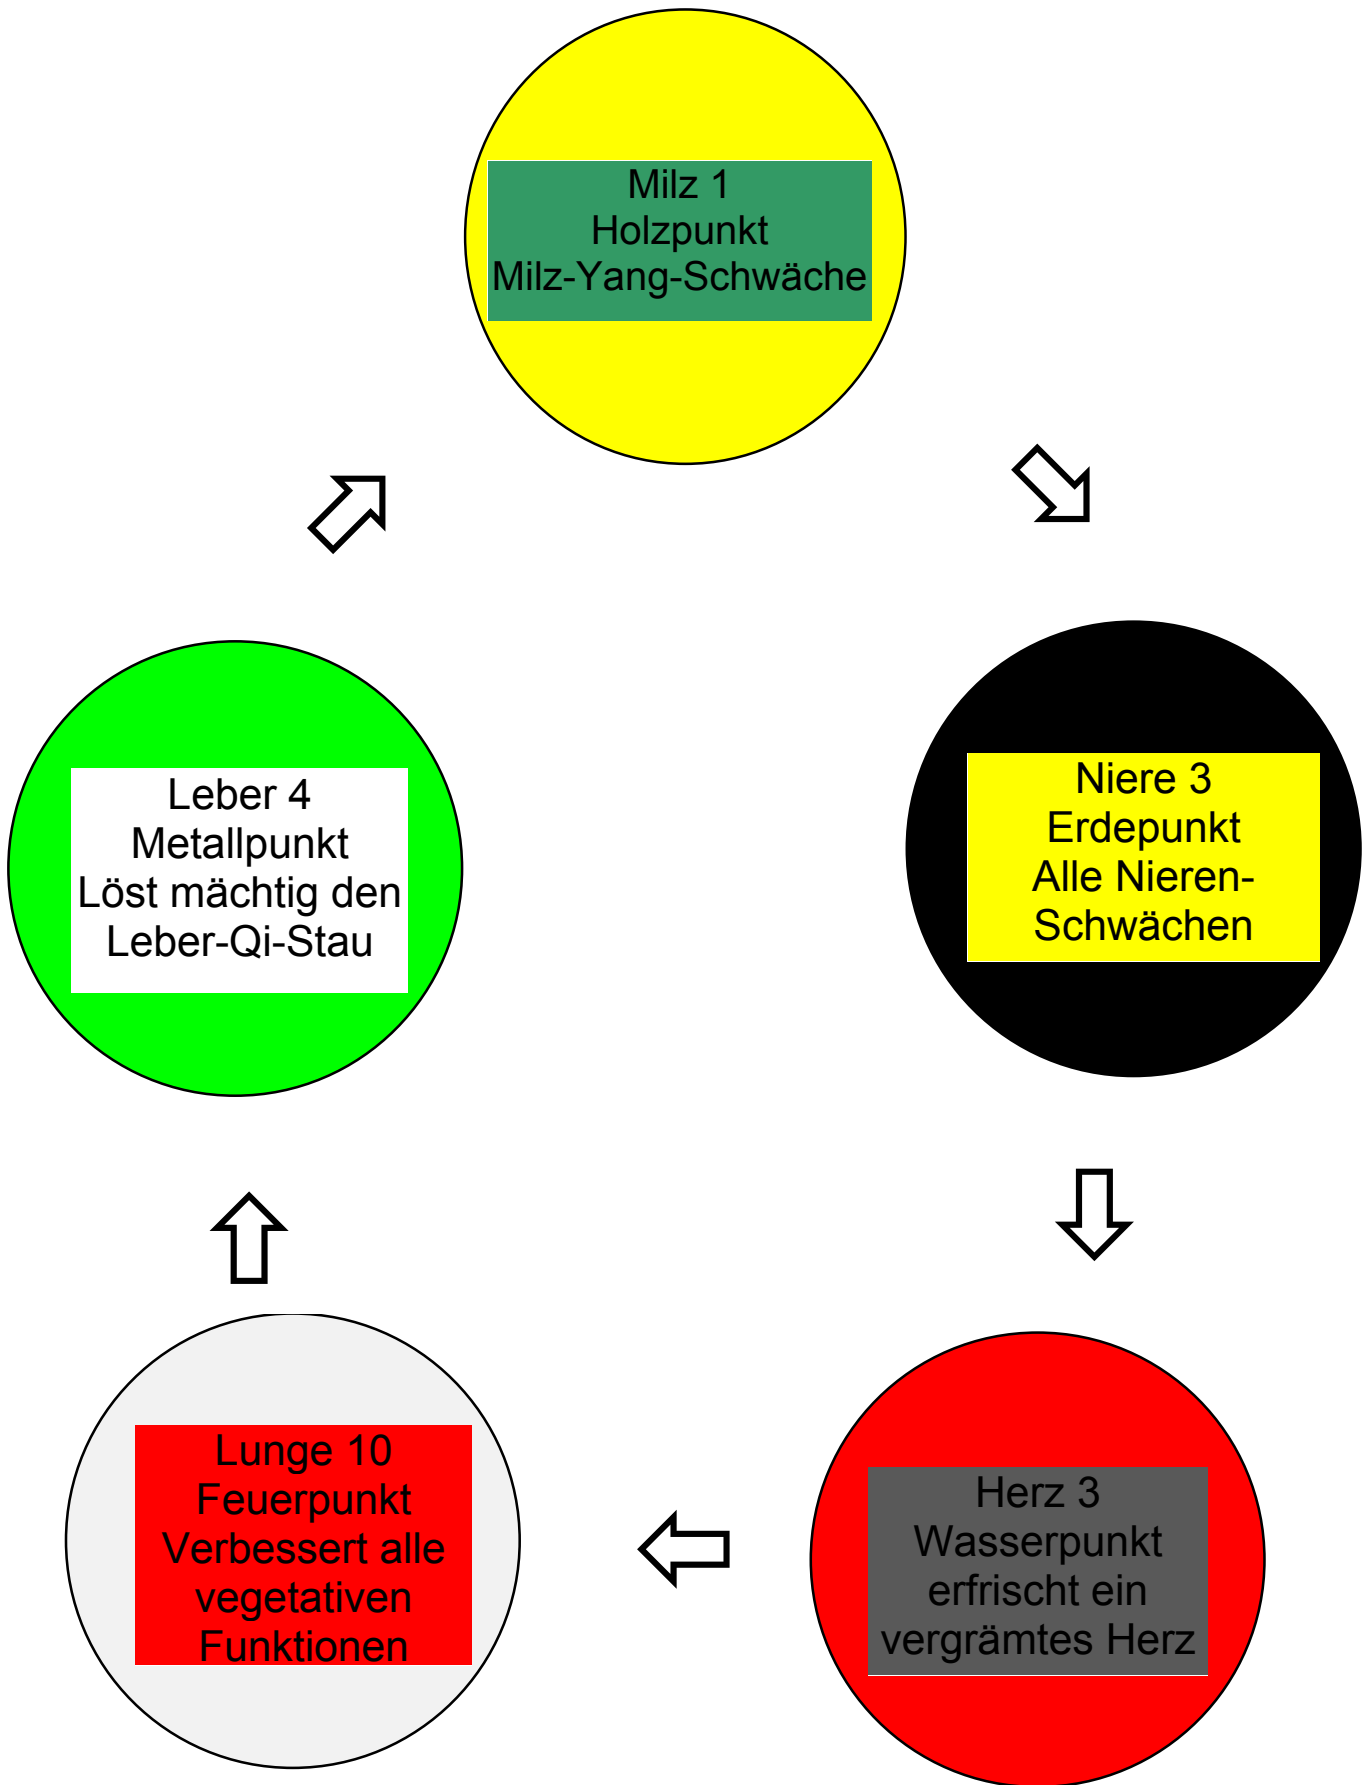 Milz 1
Holzpunkt
Milz-Yang-Schwäche
Leber 4
Metallpunkt
Löst mächtig den
Leber-Qi-Stau
Niere 3
Erdepunkt
Alle Nieren-
Schwächen
Lunge 10
Feuerpunkt
Verbessert alle
vegetativen
Funktionen
Herz 3
Wasserpunkt
erfrischt ein
vergrämtes Herz